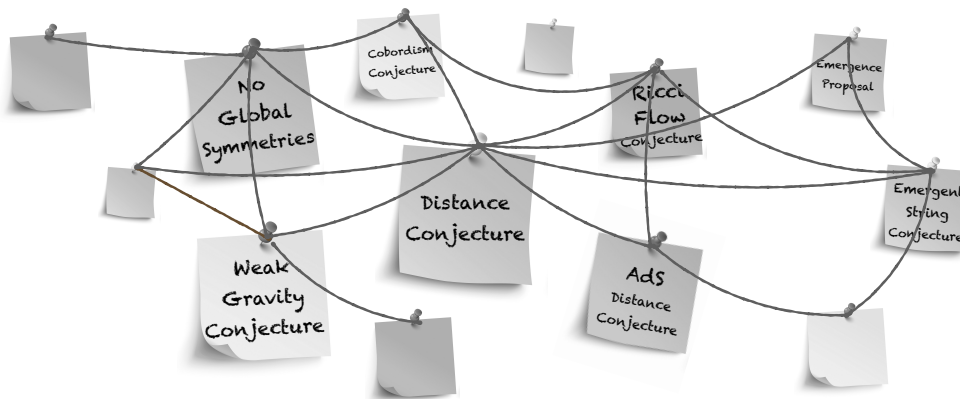 No
Global
Symmetries
Cobordism
Conjecture
Ricci
Flow
Conjecture
Emergence
Proposal
Distance
Conjecture
Emergent
String
Conjecture
Weak
Gravity
Conjecture
AdS
Distance
Conjecture